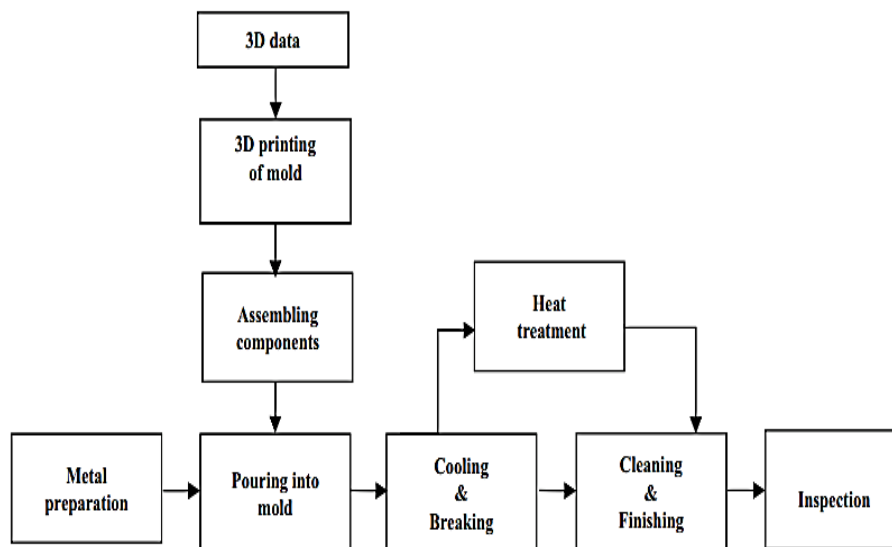 3D data
3D printing
of mold
Assembling
components
Heat
treatment
Metal
preparation
Pouring into
mold
Cooling
&
Breaking
Cleaning
&
Finishing
Inspection